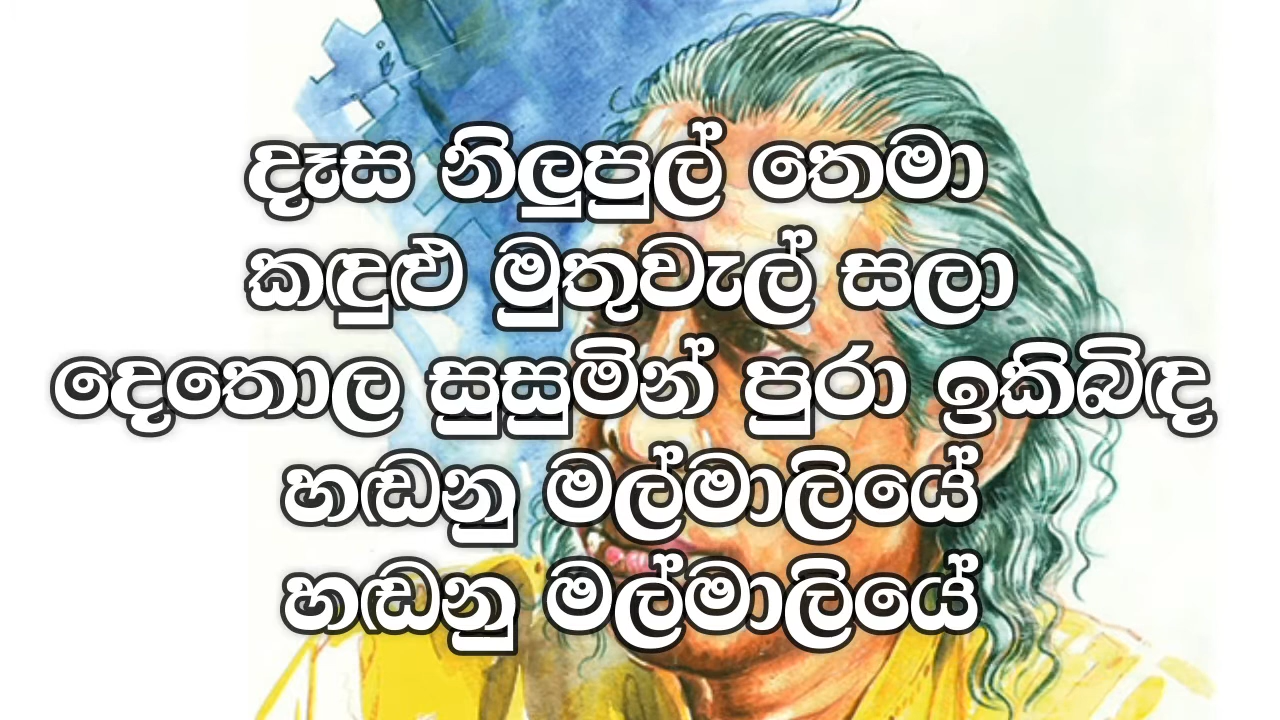 දෑස නිලුපුල් තෙමා
කඳුළු මුතුවැල් සලා
දෙතොල සුසුමින් පුරා ඉකිබිඳ
හඬනු මල්මාලියේ
හඬනු මල්මාලියේ